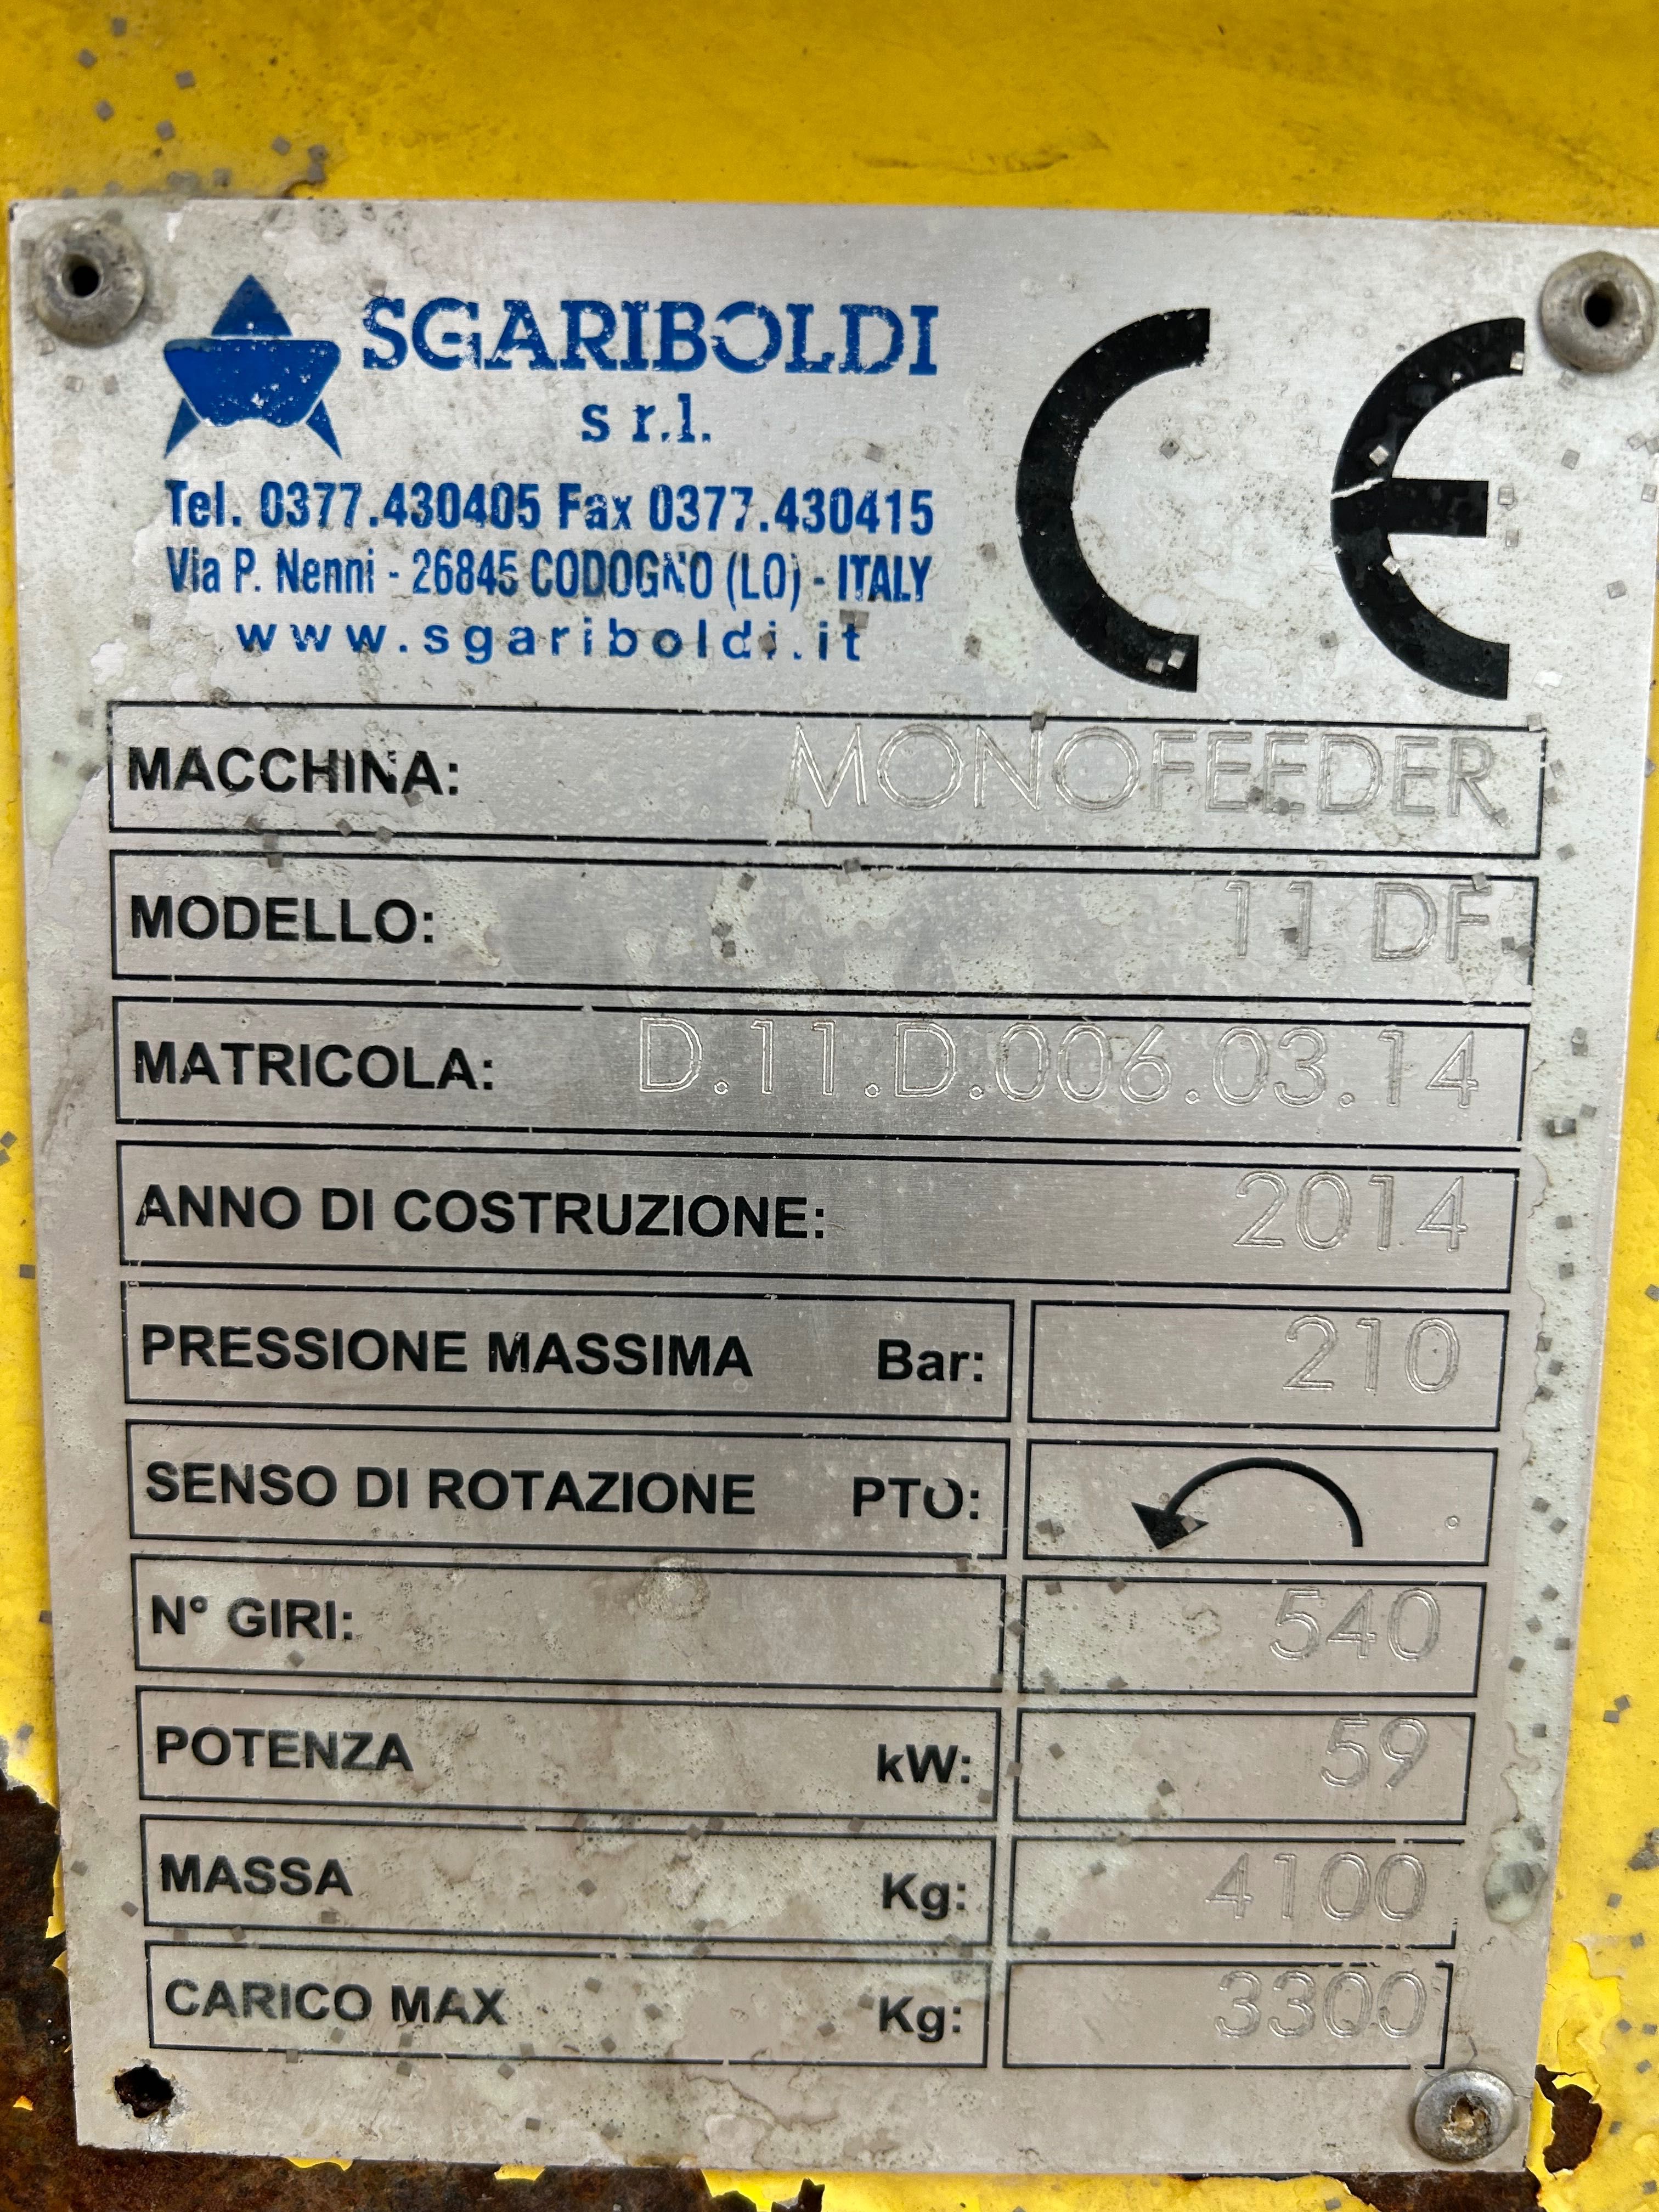 SGARIBOLDI
s r.l.
Tel. 0377.430405 Fax 0377.430415
Via P. Nenni - 26845 CODOGNO (LO) - ITALY
www.sgariboldi.it
CE
MACCHINA: MONOFEEDER
MODELLO: 11 DF
MATRICOLA: D.11.D.006.03.14
ANNO DI COSTRUZIONE: 2014
PRESSIONE MASSIMA Bar: 210
SENSO DI ROTAZIONE PTO:
N° GIRI: 540
POTENZA kW: 59
MASSA Kg: 4100
CARICO MAX Kg: 3300